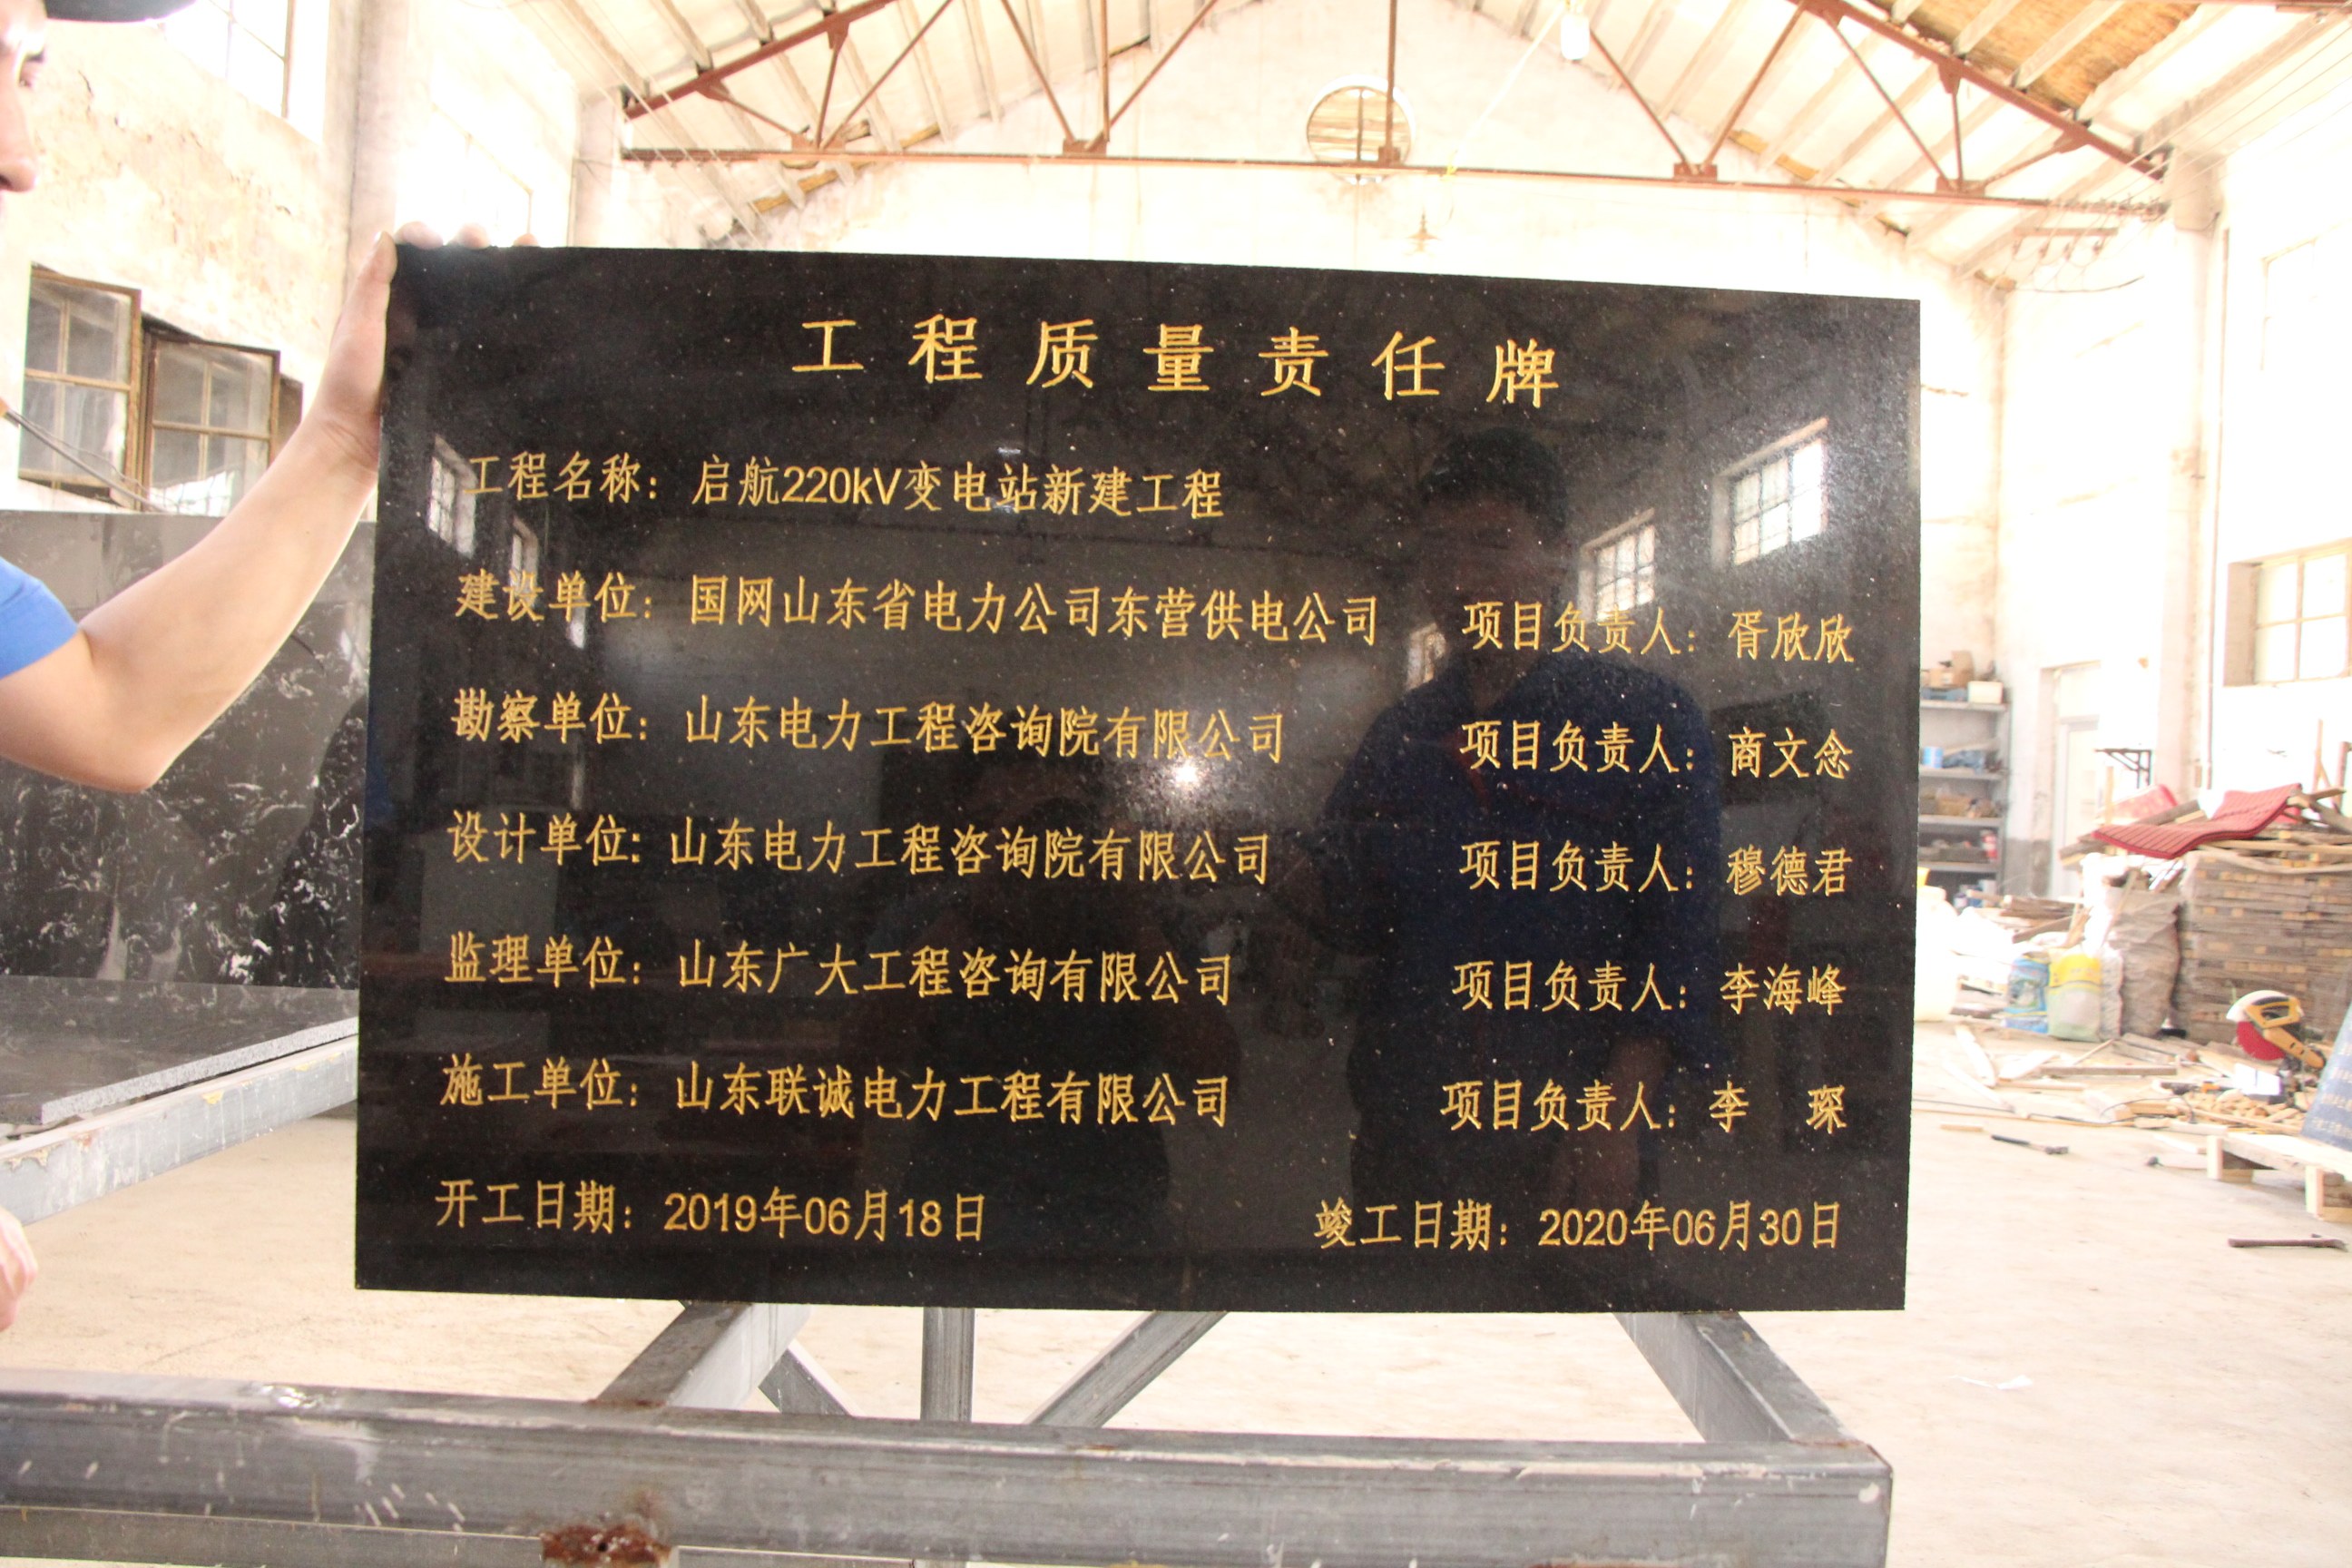 工程质量责任牌
工程名称：启航220kV变电站新建工程
建设单位：国网山东省电力公司东营供电公司 项目负责人：胥欣欣
勘察单位：山东电力工程咨询院有限公司 项目负责人：商文念
设计单位：山东电力工程咨询院有限公司 项目负责人：穆德君
监理单位：山东广大工程咨询有限公司 项目负责人：李海峰
施工单位：山东联诚电力工程有限公司 项目负责人：李 琛
开工日期：2019年06月18日 竣工日期：2020年06月30日